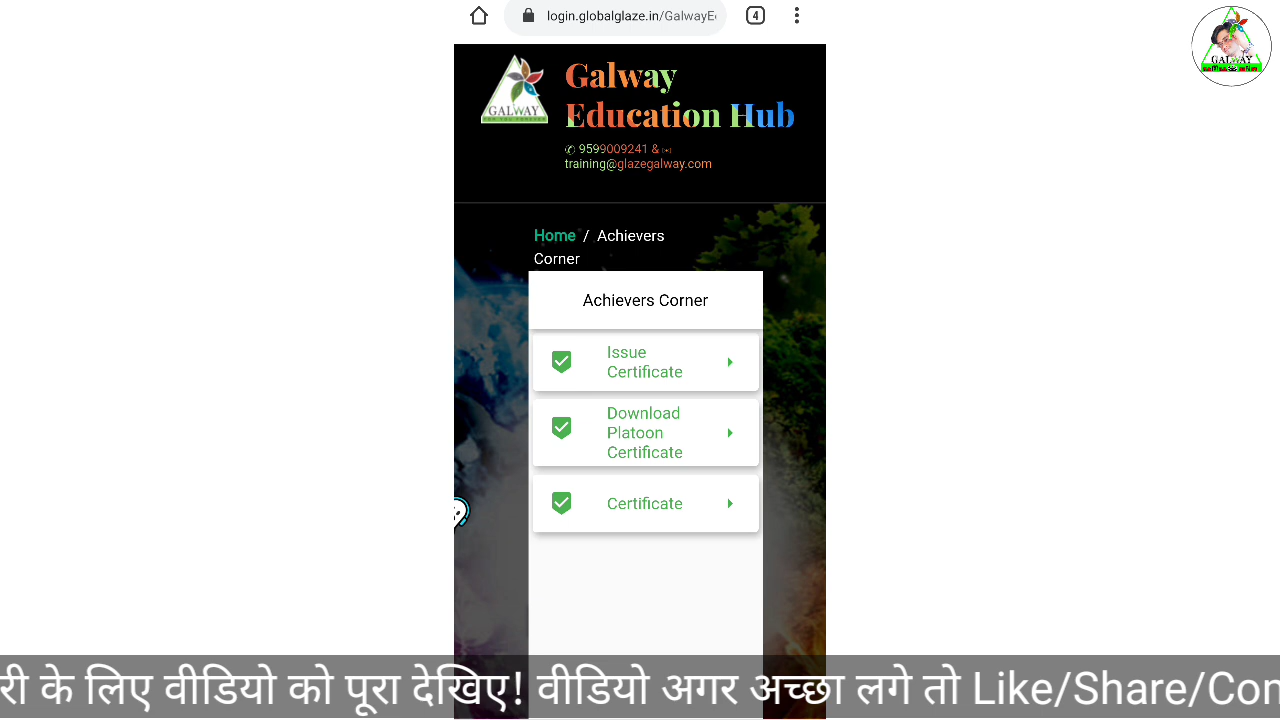 login.globalglaze.in/GalwayE
4
Galway
Education Hub
GALWAY
✆ 9599009241 & ✉
training@glazegalway.com
Home / Achievers
Corner
Achievers Corner
Issue
Certificate
Download
Platoon
Certificate
Certificate
GALWAY
री के लिए वीडियो को पूरा देखिए! वीडियो अगर अच्छा लगे तो Like/Share/Con